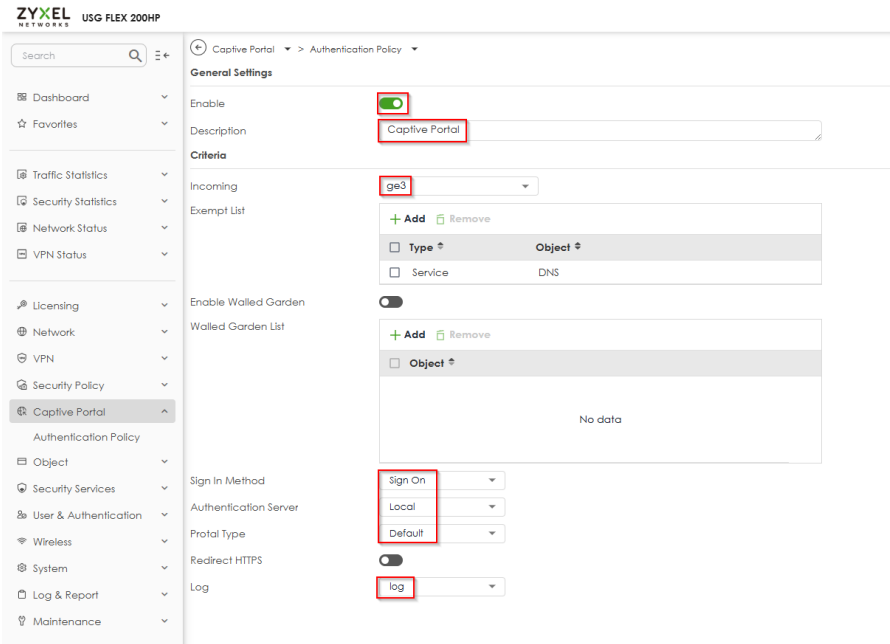 ZYXEL
NETWORKS
USG FLEX 200HP
Search
Captive Portal > Authentication Policy
General Settings
Dashboard
Favorites
Traffic Statistics
Security Statistics
Network Status
VPN Status
Licensing
Network
VPN
Security Policy
Captive Portal
Authentication Policy
Object
Security Services
User & Authentication
Wireless
System
Log & Report
Maintenance
Enable
Description Captive Portal
Criteria
Incoming ge3
Exempt List
Add Remove
Type Object
Service DNS
Enable Walled Garden
Walled Garden List
Add Remove
Object
No data
Sign In Method Sign On
Authentication Server Local
Protal Type Default
Redirect HTTPS
Log log